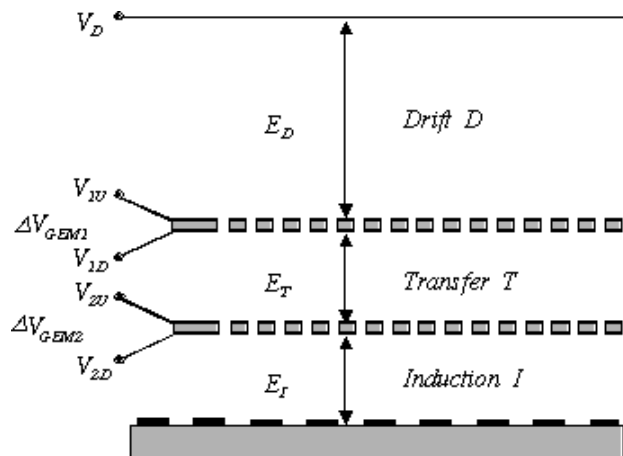 V_D
E_D Drift D
V_1U
ΔV_GEM1
V_1D
E_T Transfer T
V_2U
ΔV_GEM2
V_2D
E_I Induction I